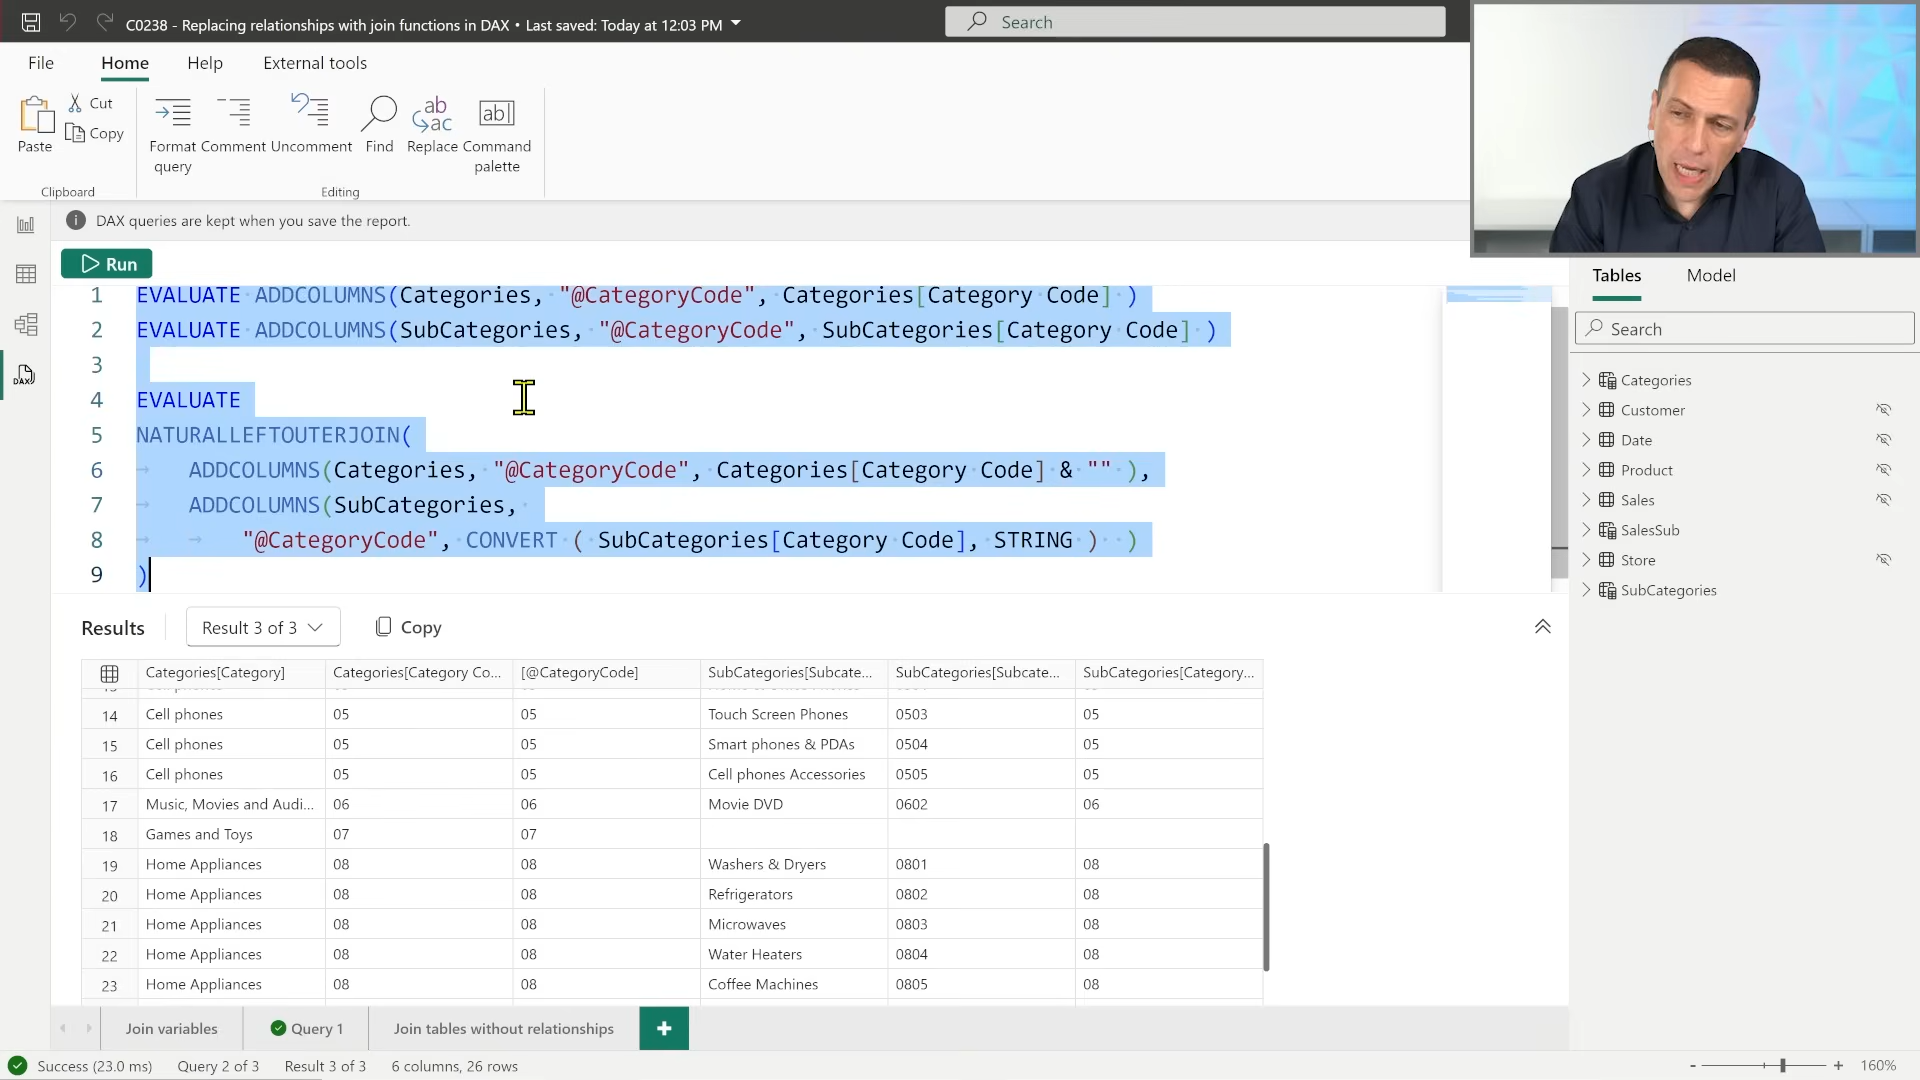 C0238 - Replacing relationships with join functions in DAX • Last saved: Today at 12:03 PM
Search
File
Home
Help
External tools
Paste
Cut
Copy
Format query
Comment
Uncomment
Find
Replace
Command palette
Clipboard
Editing
DAX queries are kept when you save the report.
Run
1 EVALUATE ADDCOLUMNS(Categories, "@CategoryCode", Categories[Category Code] )
2 EVALUATE ADDCOLUMNS(SubCategories, "@CategoryCode", SubCategories[Category Code] )
3
4 EVALUATE
5 NATURALLEFTOUTERJOIN(
6 ADDCOLUMNS(Categories, "@CategoryCode", Categories[Category Code] & "" ),
7 ADDCOLUMNS(SubCategories,
8 "@CategoryCode", CONVERT ( SubCategories[Category Code], STRING ) )
9 )
Results
Result 3 of 3
Copy
Categories[Category] Categories[Category Co... [@CategoryCode] SubCategories[Subcate... SubCategories[Subcate... SubCategories[Category...
14 Cell phones 05 05 Touch Screen Phones 0503 05
15 Cell phones 05 05 Smart phones & PDAs 0504 05
16 Cell phones 05 05 Cell phones Accessories 0505 05
17 Music, Movies and Audi... 06 06 Movie DVD 0602 06
18 Games and Toys 07 07
19 Home Appliances 08 08 Washers & Dryers 0801 08
20 Home Appliances 08 08 Refrigerators 0802 08
21 Home Appliances 08 08 Microwaves 0803 08
22 Home Appliances 08 08 Water Heaters 0804 08
23 Home Appliances 08 08 Coffee Machines 0805 08
Tables
Model
Search
Categories
Customer
Date
Product
Sales
SalesSub
Store
SubCategories
Join variables
Query 1
Join tables without relationships
Success (23.0 ms) Query 2 of 3 Result 3 of 3 6 columns, 26 rows
160%